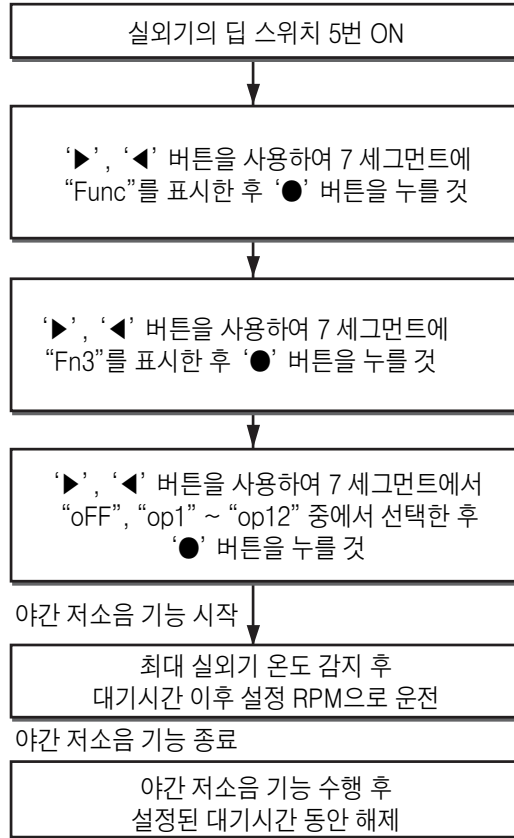 실외기의 딥 스위치 5번 ON
‘▶’, ‘◀’ 버튼을 사용하여 7 세그먼트에
“Func”를 표시한 후 ‘●’ 버튼을 누를 것
‘▶’, ‘◀’ 버튼을 사용하여 7 세그먼트에
“Fn3”를 표시한 후 ‘●’ 버튼을 누를 것
‘▶’, ‘◀’ 버튼을 사용하여 7 세그먼트에서
“oFF”, “op1” ~ “op12” 중에서 선택한 후
‘●’ 버튼을 누를 것
야간 저소음 기능 시작
최대 실외기 온도 감지 후
대기시간 이후 설정 RPM으로 운전
야간 저소음 기능 종료
야간 저소음 기능 수행 후
설정된 대기시간 동안 해제